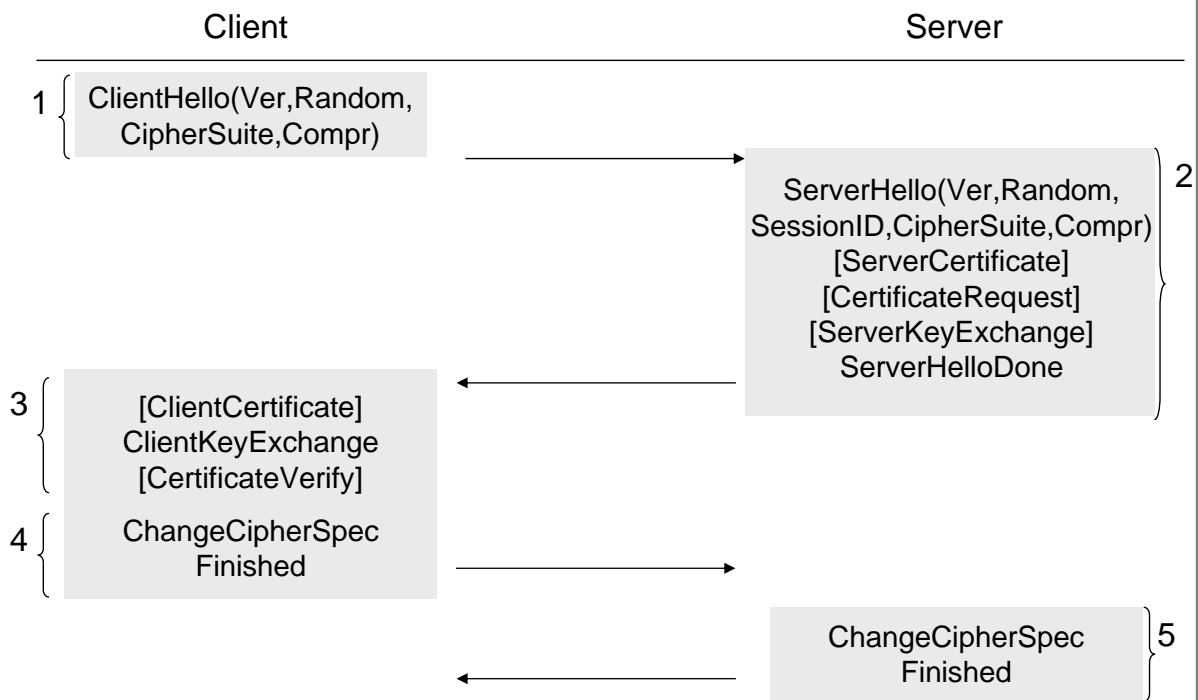 Client
Server
1
ClientHello(Ver,Random,
CipherSuite,Compr)
2
ServerHello(Ver,Random,
SessionID,CipherSuite,Compr)
[ServerCertificate]
[CertificateRequest]
[ServerKeyExchange]
ServerHelloDone
3
[ClientCertificate]
ClientKeyExchange
[CertificateVerify]
4
ChangeCipherSpec
Finished
ChangeCipherSpec
Finished
5